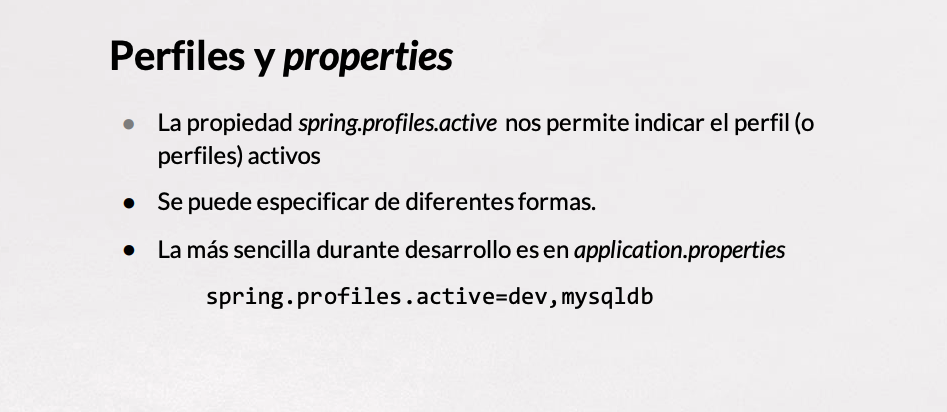 Perfiles y properties
● La propiedad spring.profiles.active nos permite indicar el perfil (o
perfiles) activos
● Se puede especificar de diferentes formas.
● La más sencilla durante desarrollo es en application.properties
spring.profiles.active=dev,mysqldb